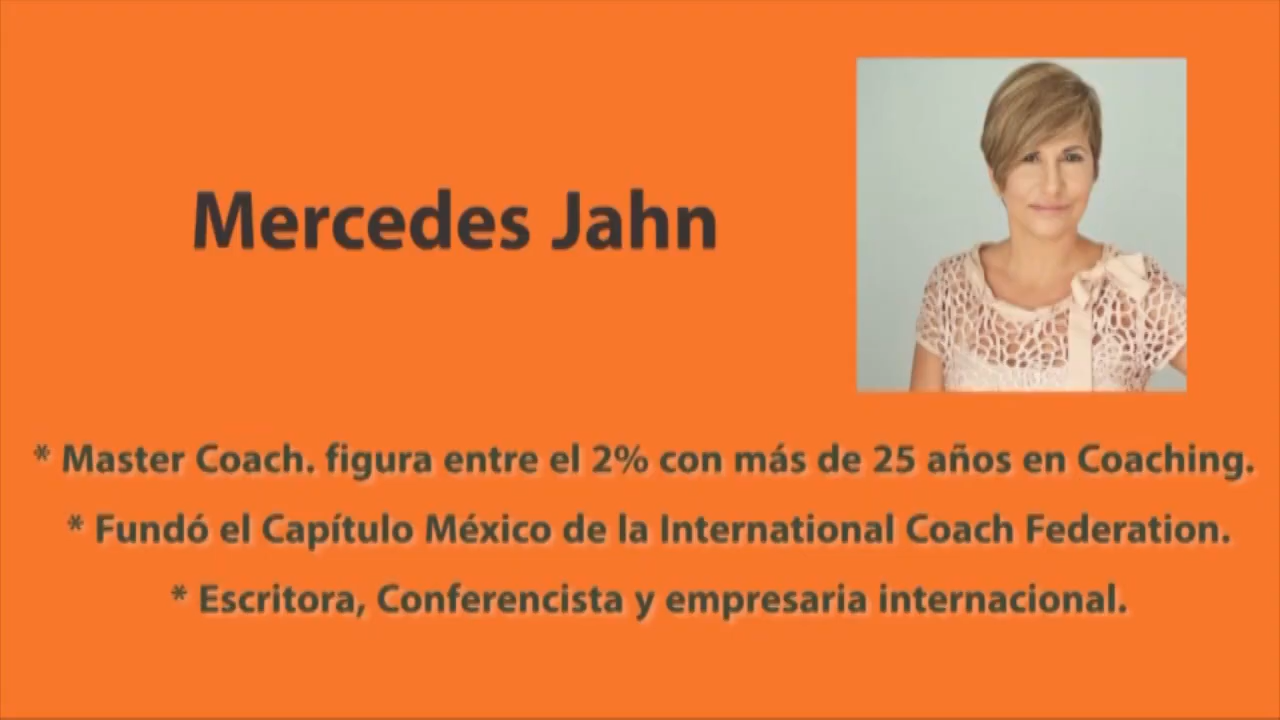 Mercedes Jahn
* Master Coach. figura entre el 2% con más de 25 años en Coaching.
* Fundó el Capítulo México de la International Coach Federation.
* Escritora, Conferencista y empresaria internacional.